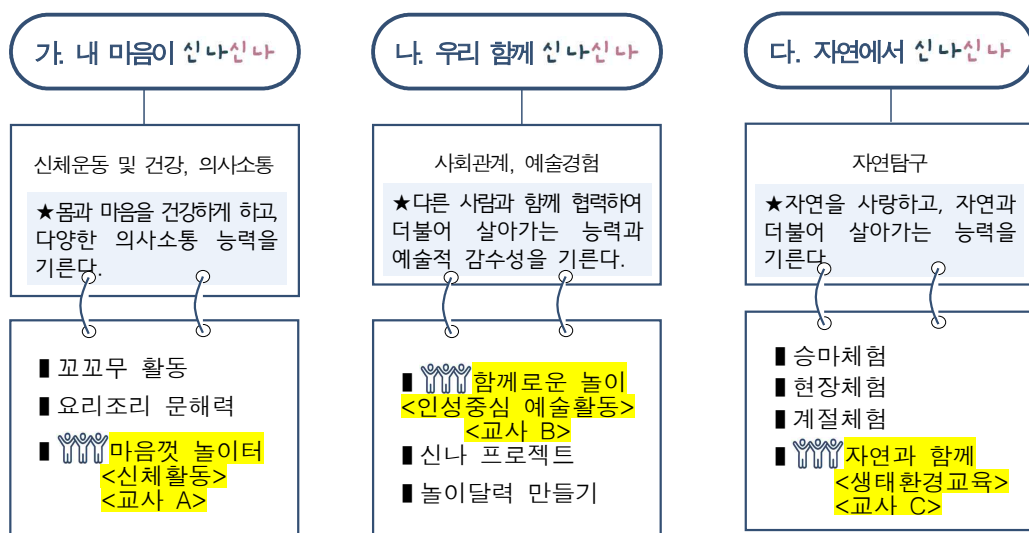 가. 내 마음이 신나신나
신체운동 및 건강, 의사소통
★몸과 마음을 건강하게 하고,
다양한 의사소통 능력을
기른다.
▮꼬꼬무 활동
▮요리조리 문해력
▮마음껏 놀이터
<신체활동>
<교사 A>
나. 우리 함께 신나신나
사회관계, 예술경험
★다른 사람과 함께 협력하여
더불어 살아가는 능력과
예술적 감수성을 기른다.
▮함께로운 놀이
<인성중심 예술활동>
<교사 B>
▮신나 프로젝트
▮놀이달력 만들기
다. 자연에서 신나신나
자연탐구
★자연을 사랑하고, 자연과
더불어 살아가는 능력을
기른다.
▮승마체험
▮현장체험
▮계절체험
▮자연과 함께
<생태환경교육>
<교사 C>